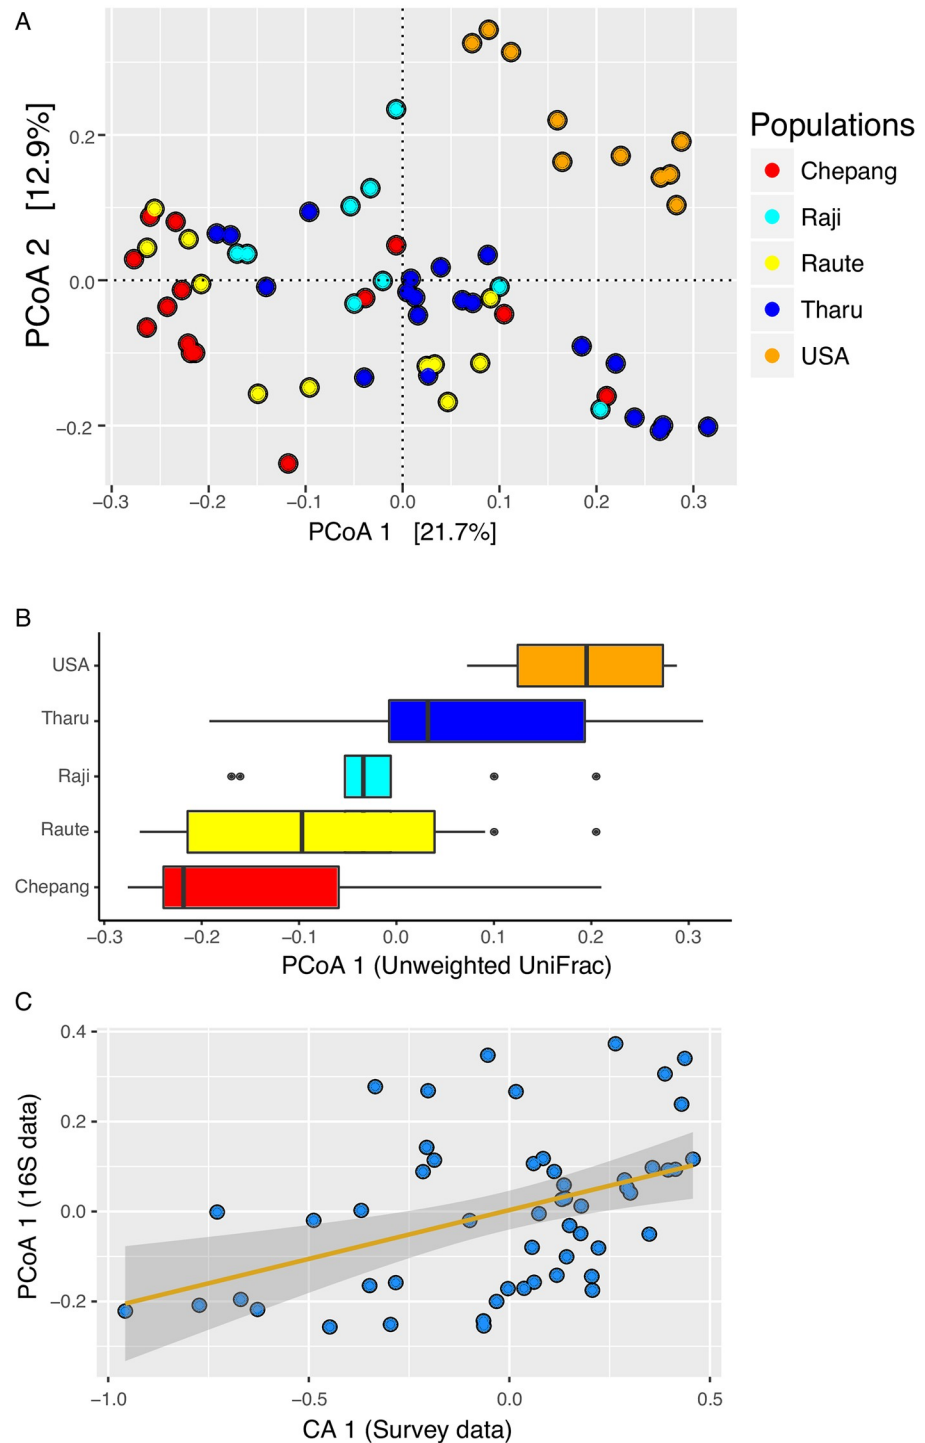 A
PCoA 2 [12.9%]
0.2
0.0
−0.2
−0.3 −0.2 −0.1 0.0 0.1 0.2 0.3
PCoA 1 [21.7%]
Populations
Chepang
Raji
Raute
Tharu
USA
B
USA
Tharu
Raji
Raute
Chepang
−0.3 −0.2 −0.1 0.0 0.1 0.2 0.3
PCoA 1 (Unweighted UniFrac)
C
PCoA 1 (16S data)
0.4
0.2
0.0
−0.2
−1.0 −0.5 0.0 0.5
CA 1 (Survey data)